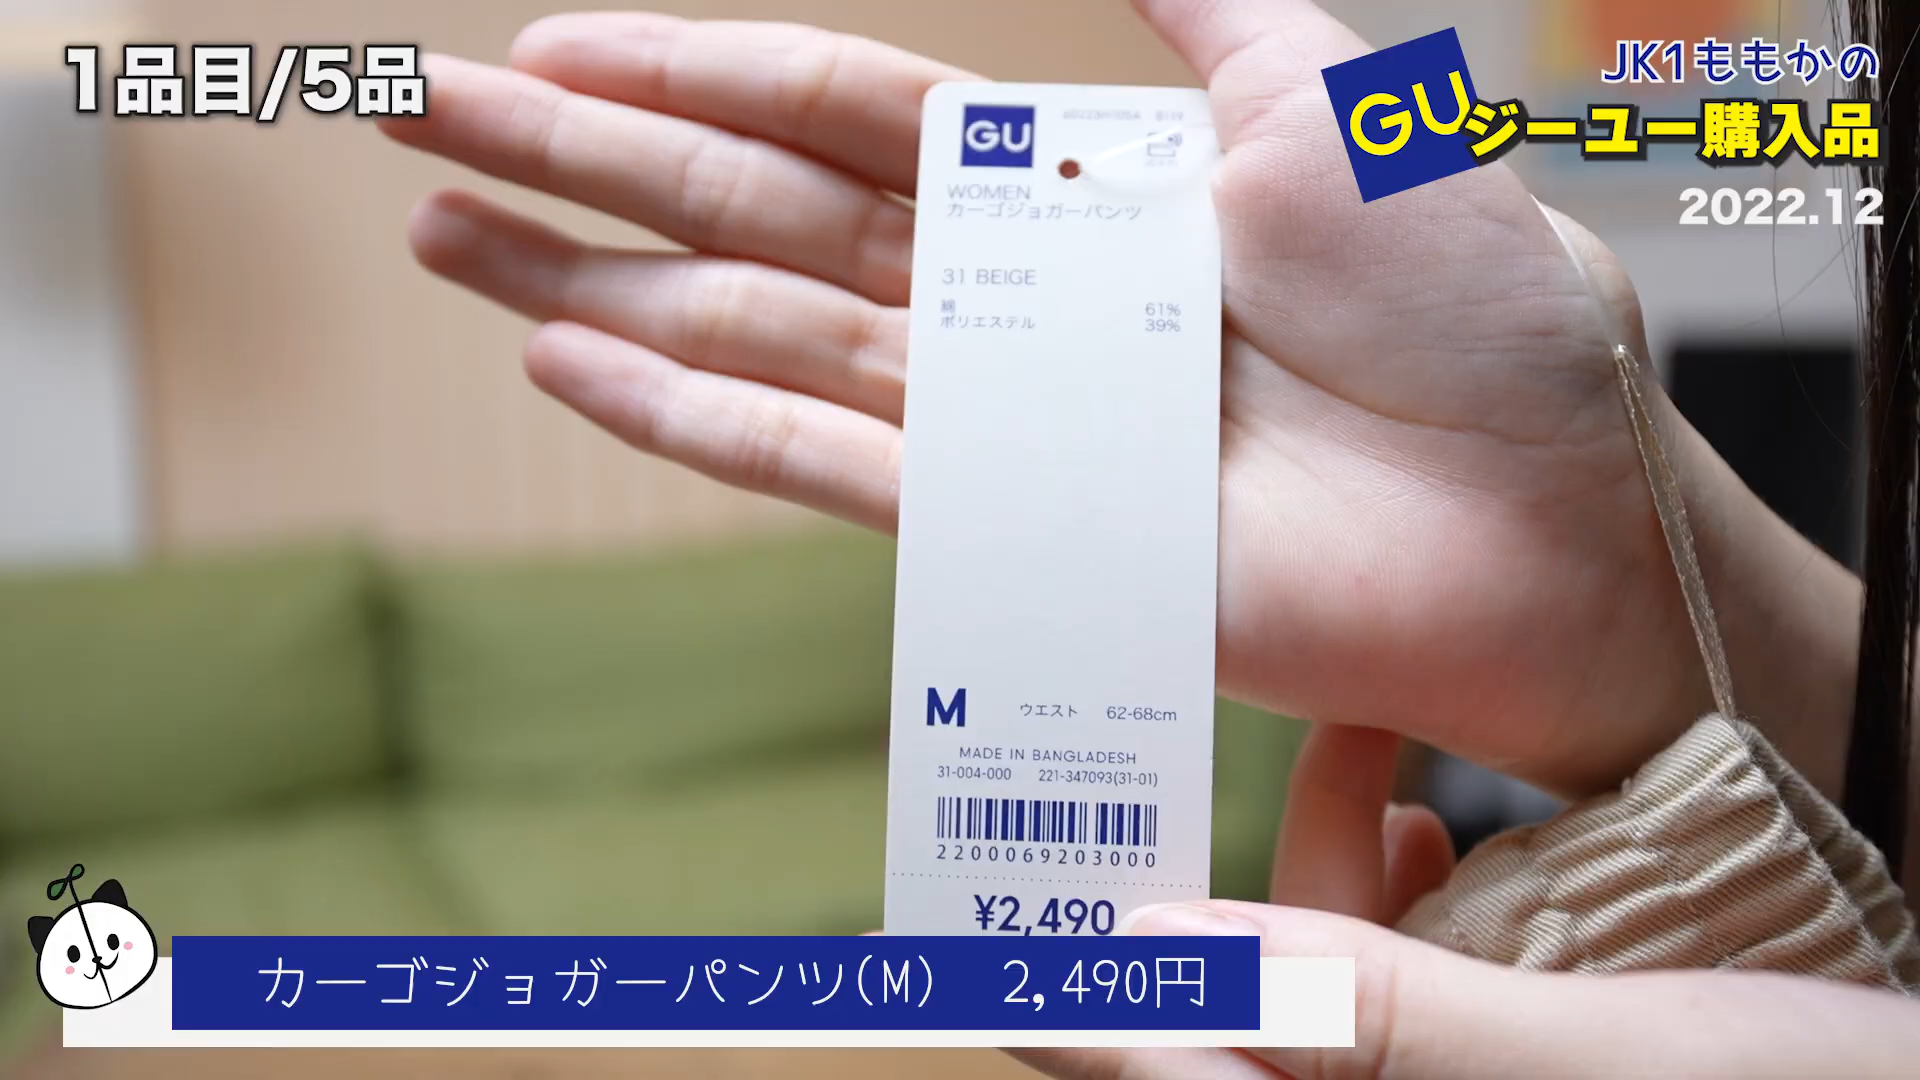 1品目/5品
JK1ももかの
GU
ジーユー購入品
2022.12
GU
WOMEN
カーゴジョガーパンツ
31 BEIGE
綿 61%
ポリエステル 39%
M ウエスト 62-68cm
MADE IN BANGLADESH
31-004-000 221-347093(31-01)
2200069203000
¥2,490
カーゴジョガーパンツ(M) 2,490円